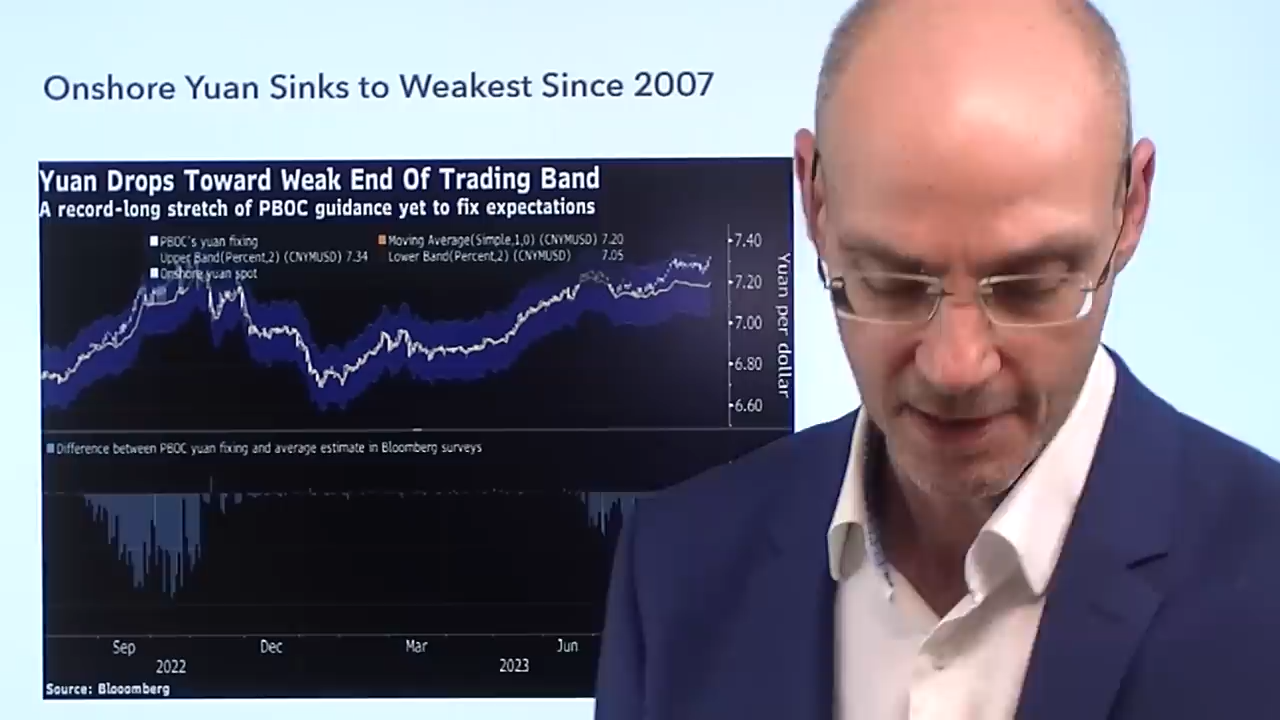 Onshore Yuan Sinks to Weakest Since 2007
Yuan Drops Toward Weak End Of Trading Band
A record-long stretch of PBOC guidance yet to fix expectations
PBOC's yuan fixing
Moving Average(Simple,1,0) (CNYMUSD) 7.20
Upper Band(Percent,2) (CNYMUSD) 7.34
Lower Band(Percent,2) (CNYMUSD) 7.05
Onshore yuan spot
7.40
7.20
7.00
6.80
6.60
Yuan per dollar
Difference between PBOC yuan fixing and average estimate in Bloomberg surveys
Sep
Dec
Mar
Jun
2022
2023
Source: Blooomberg